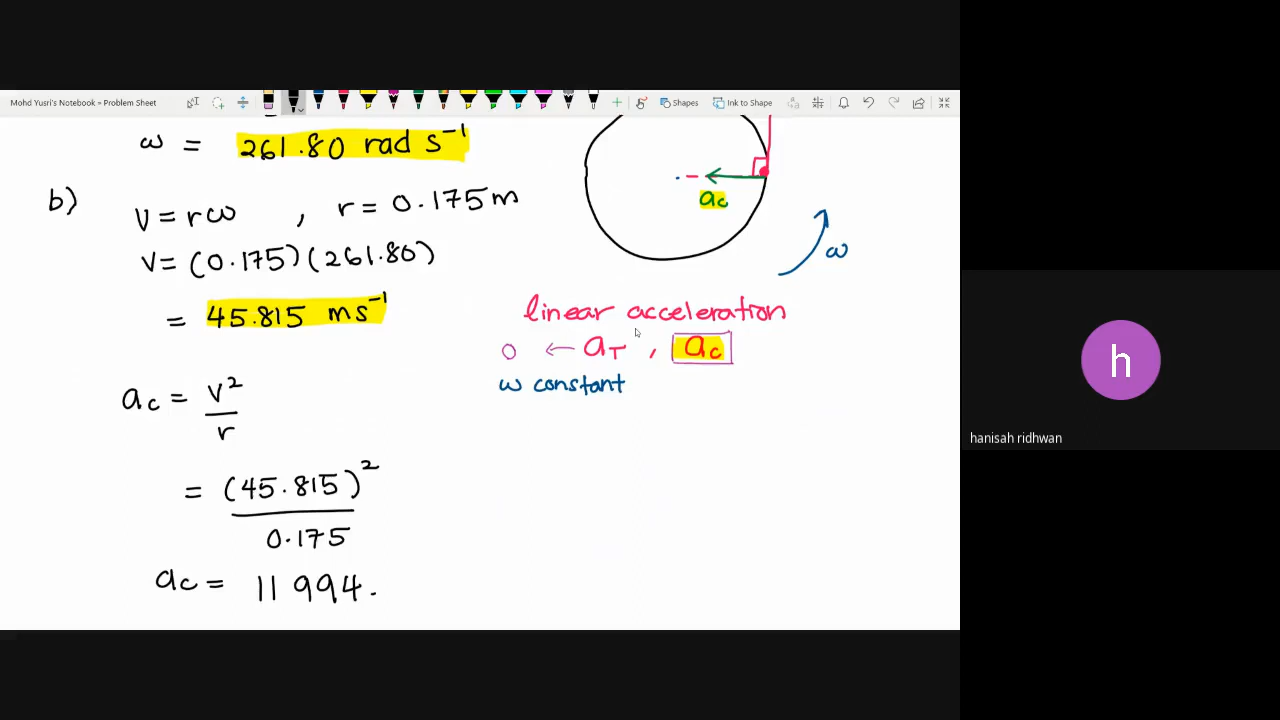 Mohd Yusri's Notebook » Problem Sheet
Shapes
Ink to Shape
ω = 261.80 rad s⁻¹
b) v = rω , r = 0.175 m
v = (0.175)(261.80)
= 45.815 ms⁻¹
ac = v²
r
= (45.815)²
0.175
ac = 11 994.
ac
ω
linear acceleration
0 ← aT , ac
ω constant
h
hanisah ridhwan